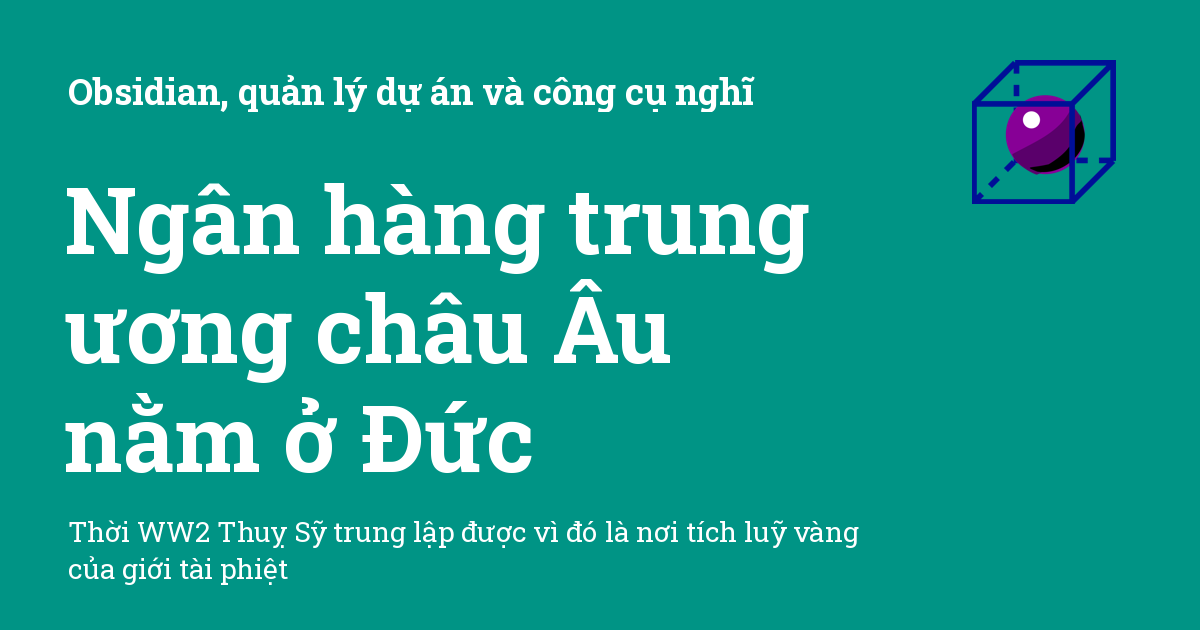 Obsidian, quản lý dự án và công cụ nghĩ
Ngân hàng trung
ương châu Âu
nằm ở Đức
Thời WW2 Thuỵ Sỹ trung lập được vì đó là nơi tích luỹ vàng
của giới tài phiệt